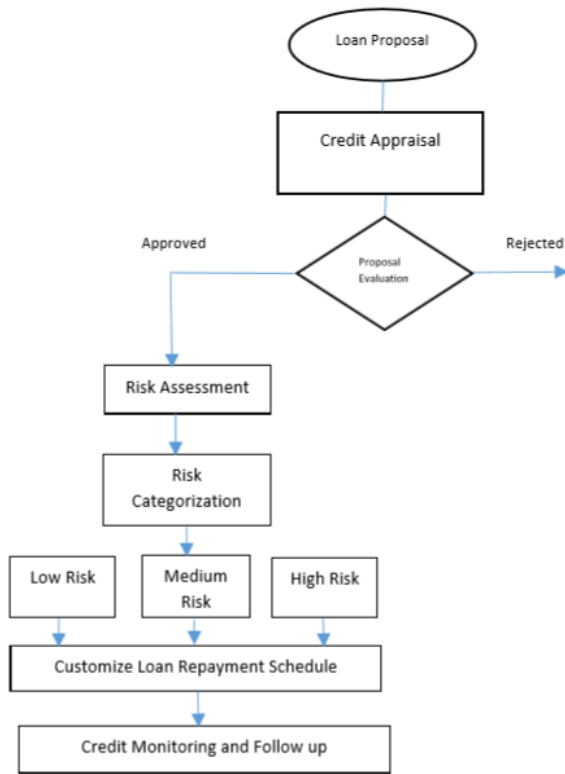 Loan Proposal
Credit Appraisal
Approved
Rejected
Proposal
Evaluation
Risk Assessment
Risk
Categorization
Low Risk
Medium
Risk
High Risk
Customize Loan Repayment Schedule
Credit Monitoring and Follow up